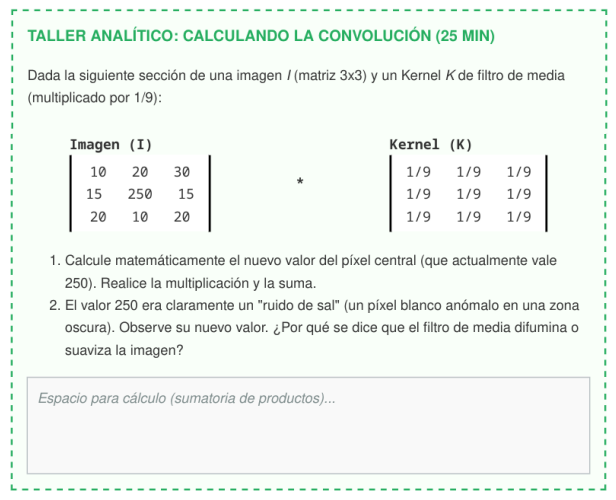 TALLER ANALÍTICO: CALCULANDO LA CONVOLUCIÓN (25 MIN)
Dada la siguiente sección de una imagen I (matriz 3x3) y un Kernel K de filtro de media
(multiplicado por 1/9):
Imagen (I)
10 20 30
15 250 15
20 10 20
*
Kernel (K)
1/9 1/9 1/9
1/9 1/9 1/9
1/9 1/9 1/9
1. Calcule matemáticamente el nuevo valor del píxel central (que actualmente vale
250). Realice la multiplicación y la suma.
2. El valor 250 era claramente un "ruido de sal" (un píxel blanco anómalo en una zona
oscura). Observe su nuevo valor. ¿Por qué se dice que el filtro de media difumina o
suaviza la imagen?
Espacio para cálculo (sumatoria de productos)...